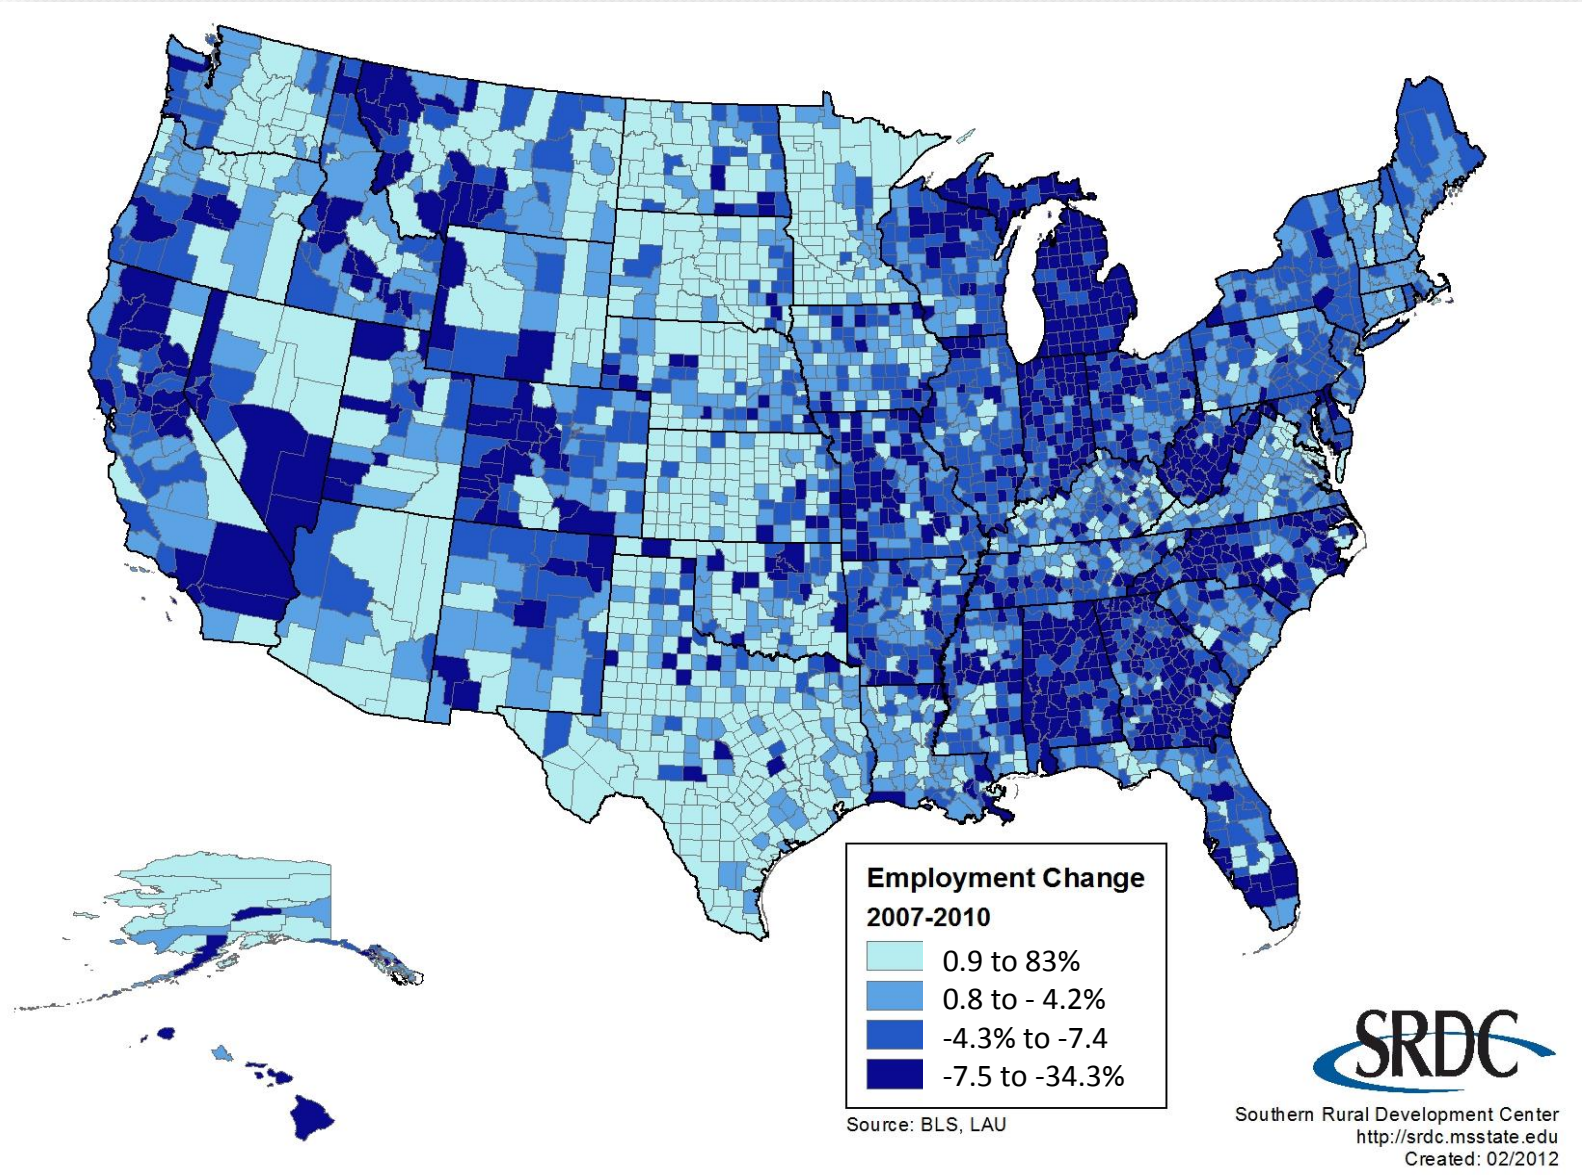 Employment Change
2007-2010
0.9 to 83%
0.8 to - 4.2%
-4.3% to -7.4
-7.5 to -34.3%
Source: BLS, LAU
SRDC
Southern Rural Development Center
http://srdc.msstate.edu
Created: 02/2012